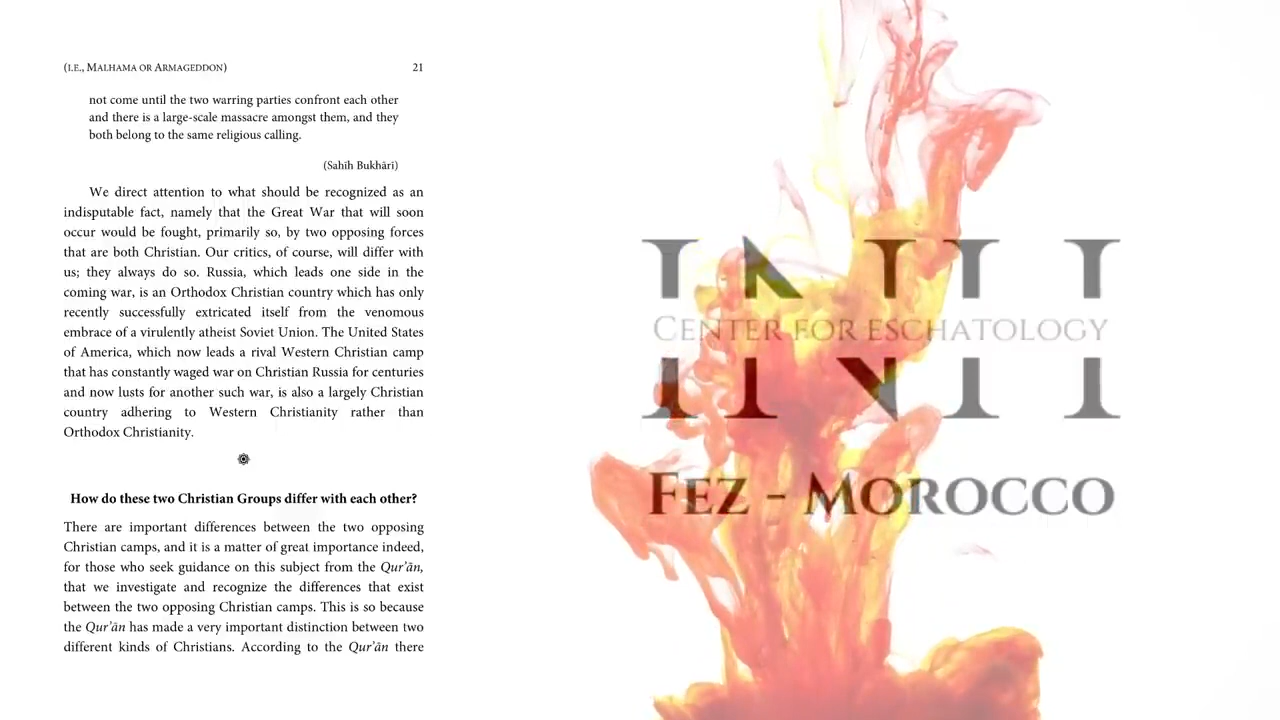 (I.E., MALHAMA OR ARMAGEDDON) 21
not come until the two warring parties confront each other
and there is a large-scale massacre amongst them, and they
both belong to the same religious calling.
(Sahīh Bukhāri)
We direct attention to what should be recognized as an
indisputable fact, namely that the Great War that will soon
occur would be fought, primarily so, by two opposing forces
that are both Christian. Our critics, of course, will differ with
us; they always do so. Russia, which leads one side in the
coming war, is an Orthodox Christian country which has only
recently successfully extricated itself from the venomous
embrace of a virulently atheist Soviet Union. The United States
of America, which now leads a rival Western Christian camp
that has constantly waged war on Christian Russia for centuries
and now lusts for another such war, is also a largely Christian
country adhering to Western Christianity rather than
Orthodox Christianity.
How do these two Christian Groups differ with each other?
There are important differences between the two opposing
Christian camps, and it is a matter of great importance indeed,
for those who seek guidance on this subject from the Qur'ān,
that we investigate and recognize the differences that exist
between the two opposing Christian camps. This is so because
the Qur'ān has made a very important distinction between two
different kinds of Christians. According to the Qur'ān there
INH
CENTER FOR ESCHATOLOGY
FEZ - MOROCCO